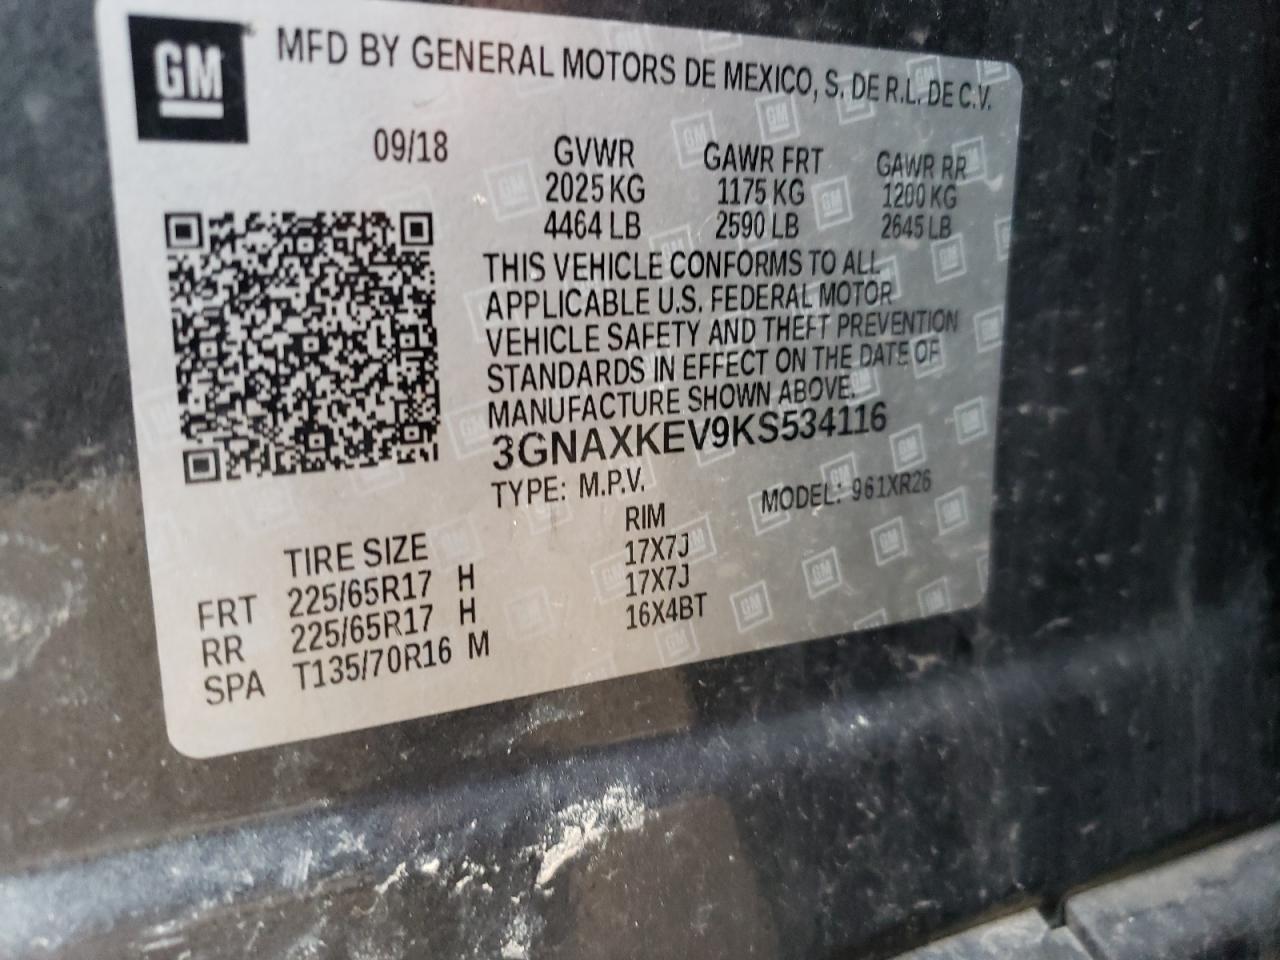 GM MFD BY GENERAL MOTORS DE MEXICO, S. DE R.L. DE C.V.
09/18 GVWR GAWR FRT GAWR RR
2025 KG 1175 KG 1200 KG
4464 LB 2590 LB 2645 LB
THIS VEHICLE CONFORMS TO ALL
APPLICABLE U.S. FEDERAL MOTOR
VEHICLE SAFETY AND THEFT PREVENTION
STANDARDS IN EFFECT ON THE DATE OF
MANUFACTURE SHOWN ABOVE.
3GNAXKEV9KS534116
TYPE: M.P.V. MODEL: 961XR26
TIRE SIZE RIM
FRT 225/65R17 H 17X7J
RR 225/65R17 H 17X7J
SPA T135/70R16 M 16X4BT